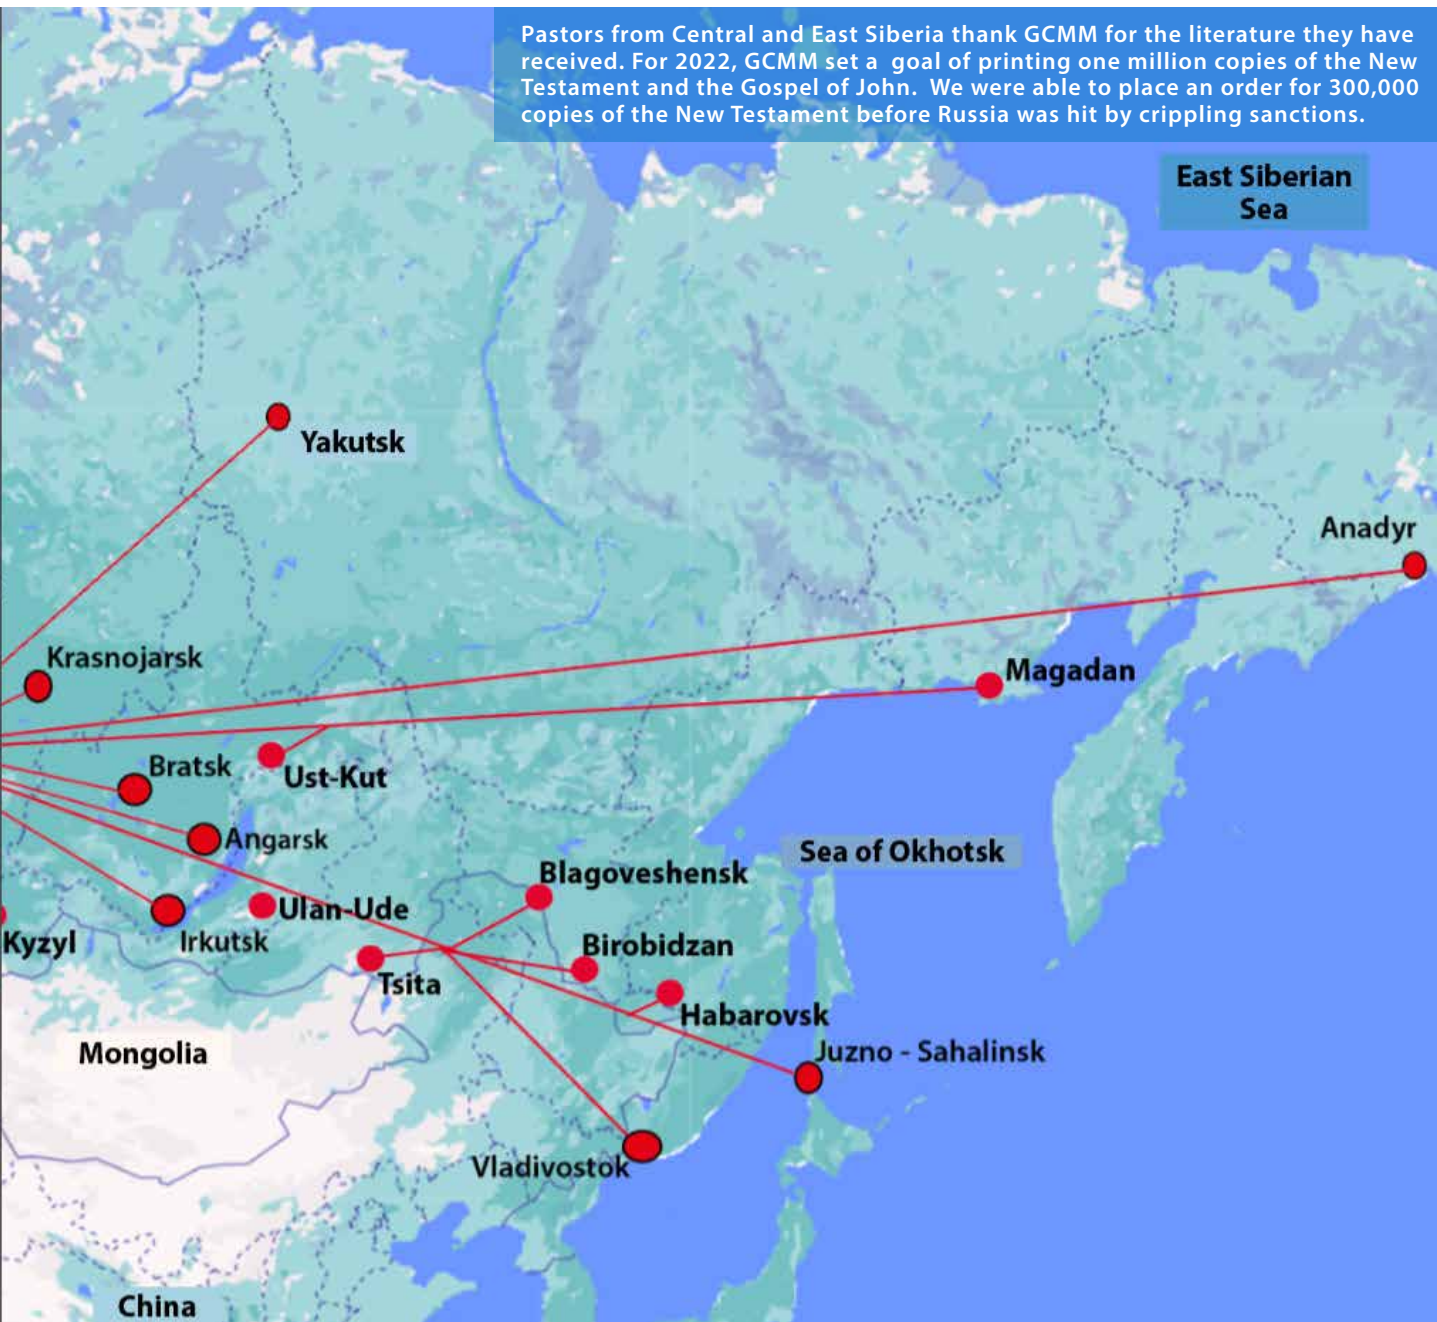 Pastors from Central and East Siberia thank GCMM for the literature they have
received. For 2022, GCMM set a goal of printing one million copies of the New
Testament and the Gospel of John. We were able to place an order for 300,000
copies of the New Testament before Russia was hit by crippling sanctions.
East Siberian
Sea
Yakutsk
Anadyr
Krasnojarsk
Magadan
Bratsk
Ust-Kut
Angarsk
Sea of Okhotsk
Blagoveshensk
Ulan-Ude
Kyzyl
Irkutsk
Birobidzan
Tsita
Habarovsk
Mongolia
Juzno - Sahalinsk
Vladivostok
China